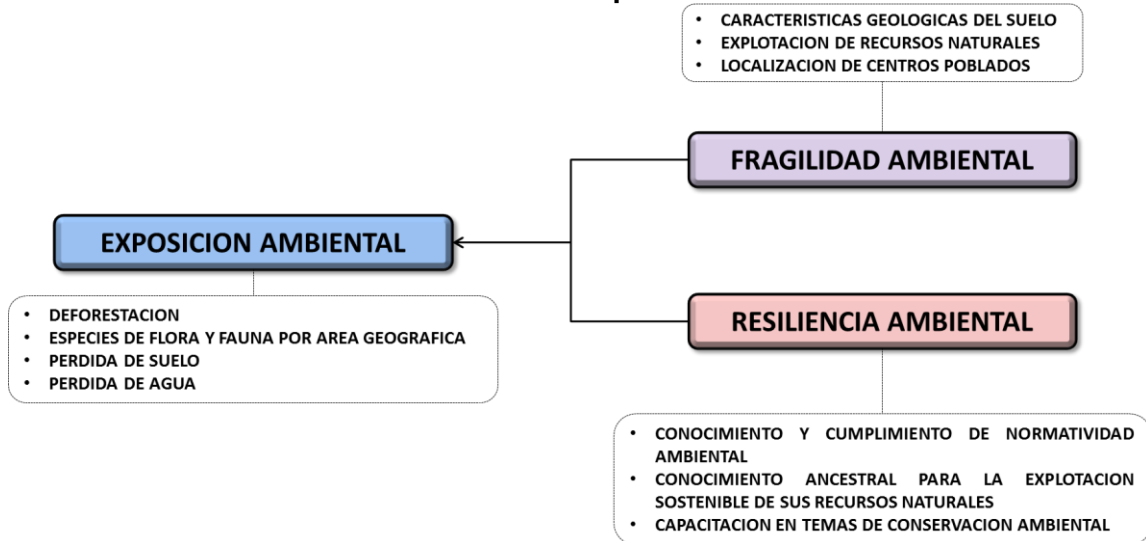 • CARACTERISTICAS GEOLOGICAS DEL SUELO
• EXPLOTACION DE RECURSOS NATURALES
• LOCALIZACION DE CENTROS POBLADOS
FRAGILIDAD AMBIENTAL
EXPOSICION AMBIENTAL
• DEFORESTACION
• ESPECIES DE FLORA Y FAUNA POR AREA GEOGRAFICA
• PERDIDA DE SUELO
• PERDIDA DE AGUA
RESILIENCIA AMBIENTAL
• CONOCIMIENTO Y CUMPLIMIENTO DE NORMATIVIDAD
AMBIENTAL
• CONOCIMIENTO ANCESTRAL PARA LA EXPLOTACION
SOSTENIBLE DE SUS RECURSOS NATURALES
• CAPACITACION EN TEMAS DE CONSERVACION AMBIENTAL